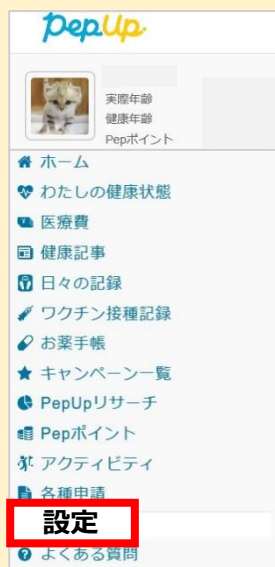 PepUp
実際年齢
健康年齢
Pepポイント
ホーム
わたしの健康状態
医療費
健康記事
日々の記録
ワクチン接種記録
お薬手帳
キャンペーン一覧
PepUpリサーチ
Pepポイント
アクティビティ
各種申請
設定
よくある質問